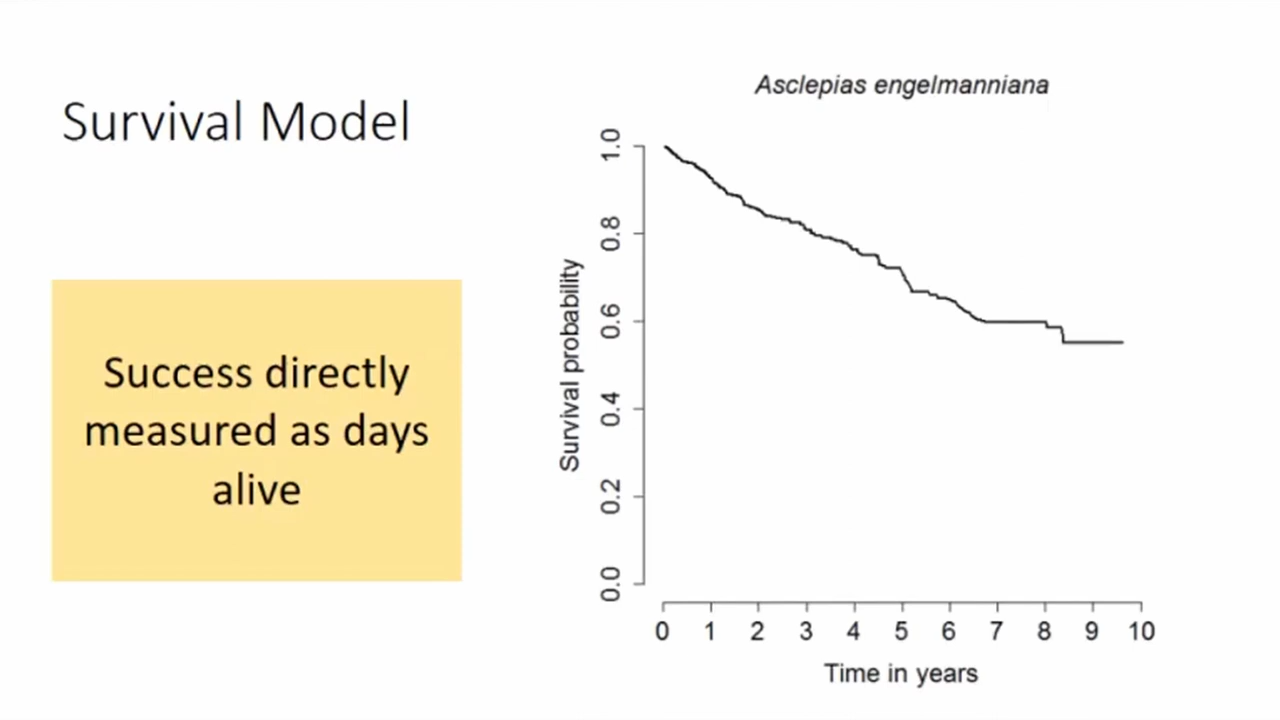 Survival Model
Success directly
measured as days
alive
Asclepias engelmanniana
Survival probability
1.0
0.8
0.6
0.4
0.2
0.0
0 1 2 3 4 5 6 7 8 9 10
Time in years